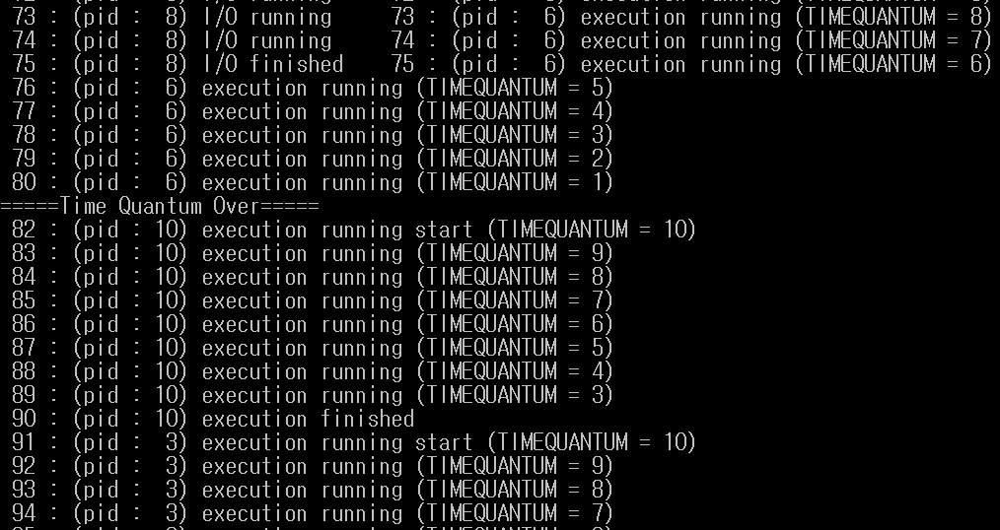 73 : (pid :  8) I/O running     73 : (pid :  6) execution running (TIMEQUANTUM = 8)
74 : (pid :  8) I/O running     74 : (pid :  6) execution running (TIMEQUANTUM = 7)
75 : (pid :  8) I/O finished    75 : (pid :  6) execution running (TIMEQUANTUM = 6)
76 : (pid :  6) execution running (TIMEQUANTUM = 5)
77 : (pid :  6) execution running (TIMEQUANTUM = 4)
78 : (pid :  6) execution running (TIMEQUANTUM = 3)
79 : (pid :  6) execution running (TIMEQUANTUM = 2)
80 : (pid :  6) execution running (TIMEQUANTUM = 1)
=====Time Quantum Over=====
82 : (pid : 10) execution running start (TIMEQUANTUM = 10)
83 : (pid : 10) execution running (TIMEQUANTUM = 9)
84 : (pid : 10) execution running (TIMEQUANTUM = 8)
85 : (pid : 10) execution running (TIMEQUANTUM = 7)
86 : (pid : 10) execution running (TIMEQUANTUM = 6)
87 : (pid : 10) execution running (TIMEQUANTUM = 5)
88 : (pid : 10) execution running (TIMEQUANTUM = 4)
89 : (pid : 10) execution running (TIMEQUANTUM = 3)
90 : (pid : 10) execution finished
91 : (pid :  3) execution running start (TIMEQUANTUM = 10)
92 : (pid :  3) execution running (TIMEQUANTUM = 9)
93 : (pid :  3) execution running (TIMEQUANTUM = 8)
94 : (pid :  3) execution running (TIMEQUANTUM = 7)